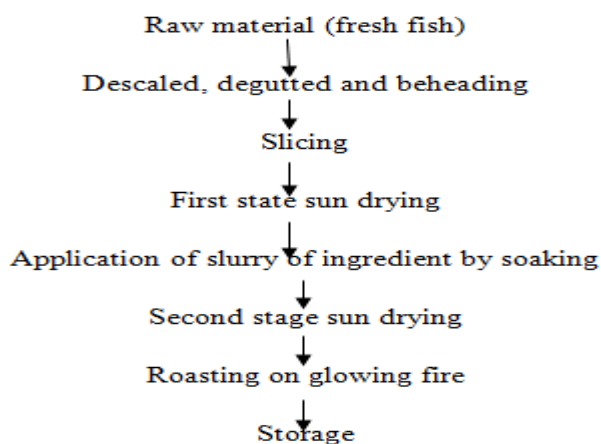 Raw material (fresh fish)
Descaled, degutted and beheading
Slicing
First state sun drying
Application of slurry of ingredient by soaking
Second stage sun drying
Roasting on glowing fire
Storage